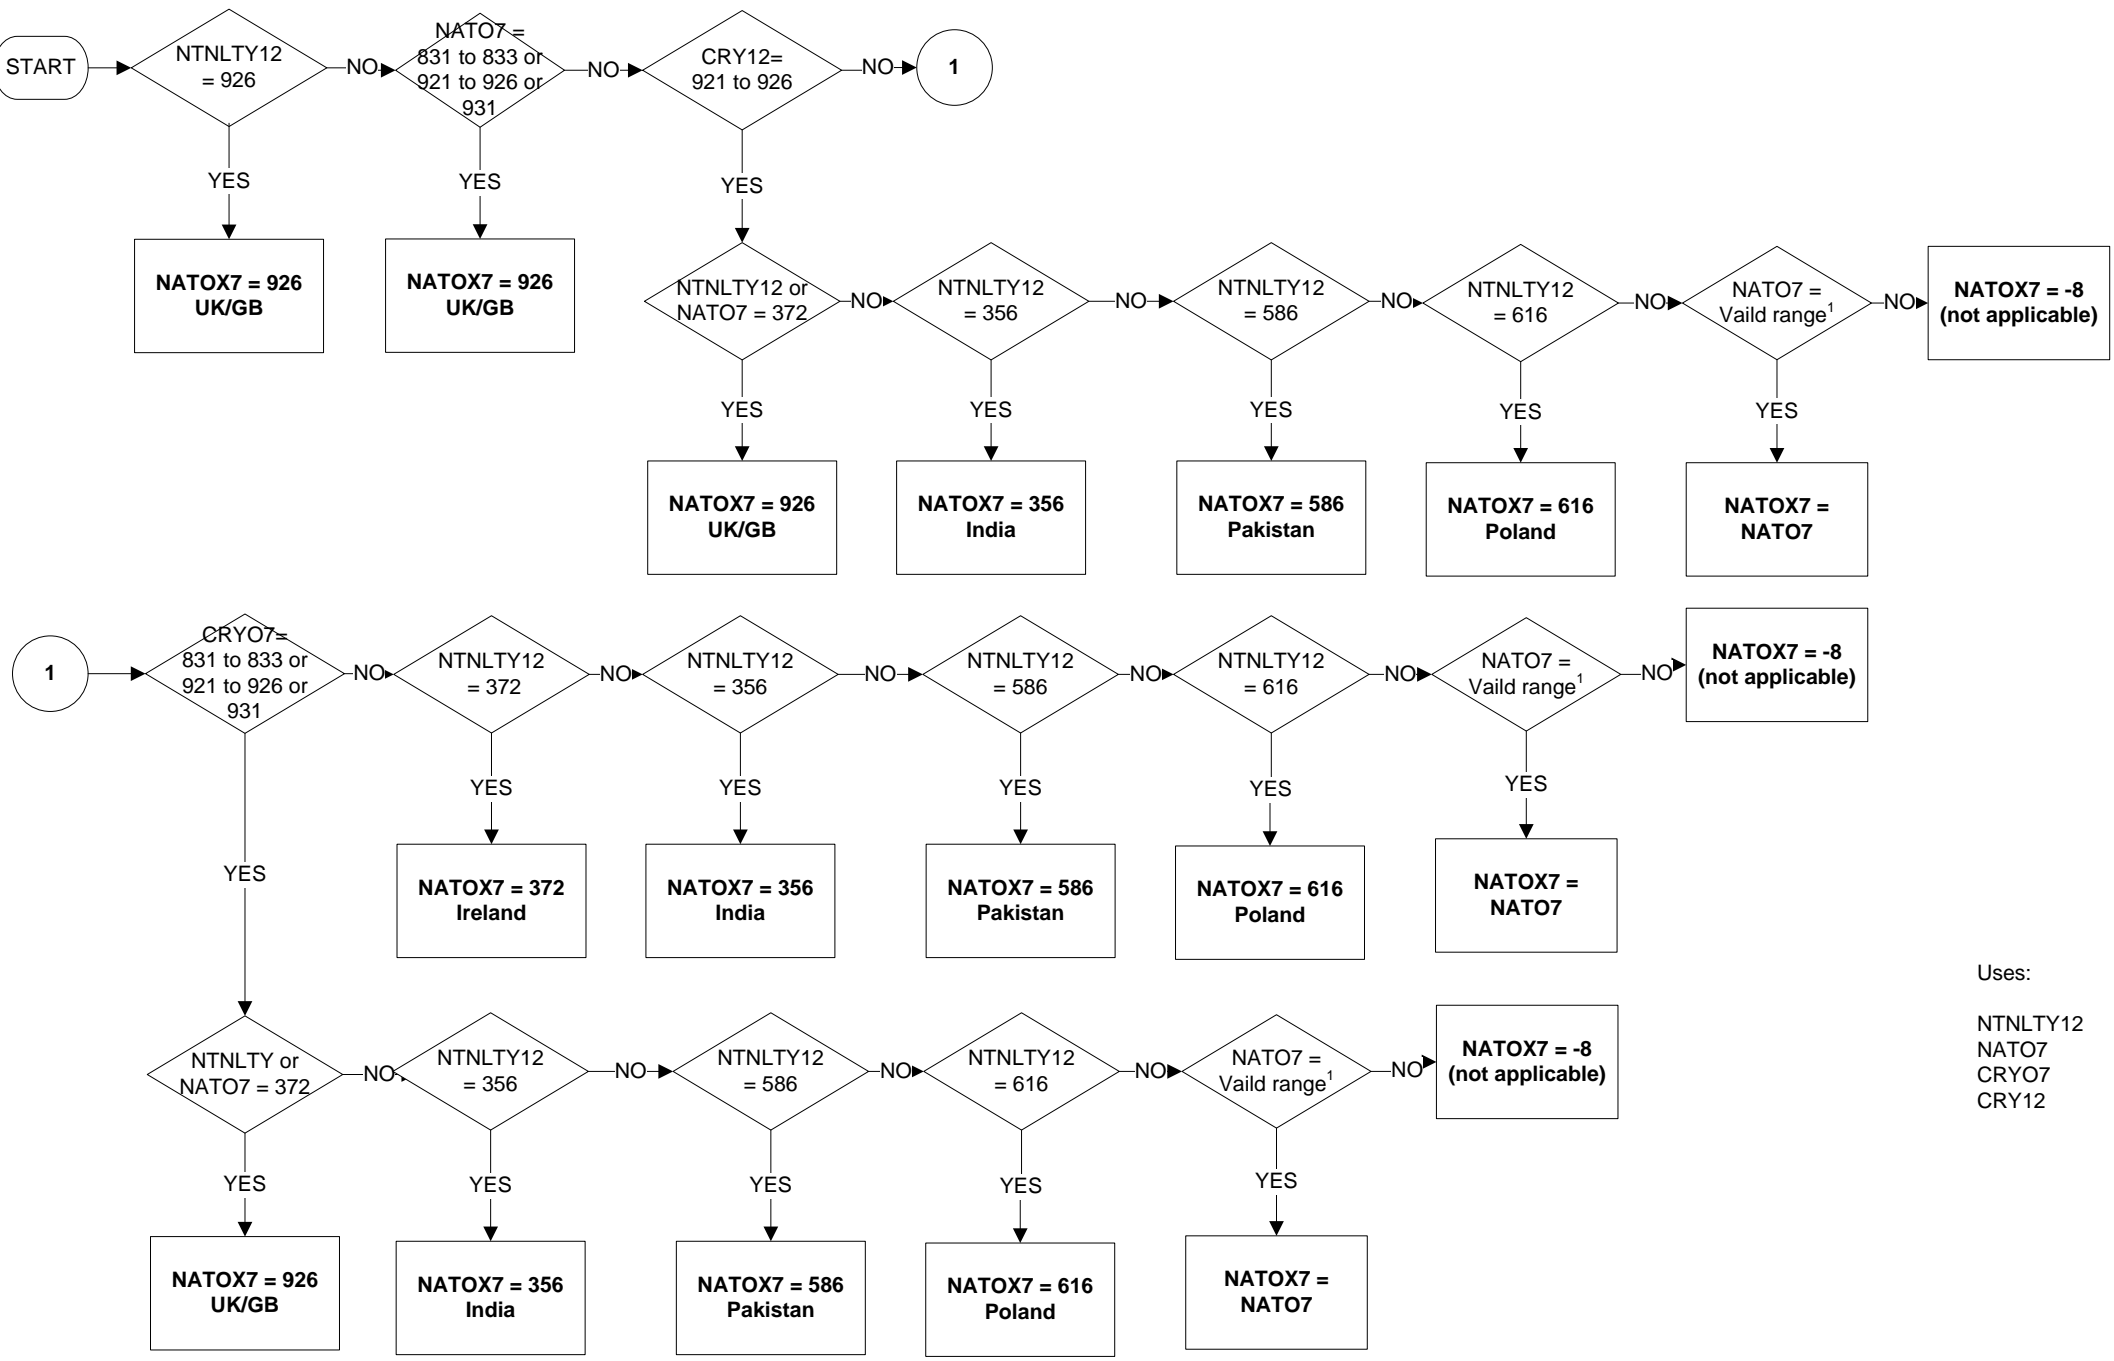 START
NTNLTY12
= 926
NO
NATO7 =
831 to 833 or
921 to 926 or
931
NO
CRY12=
921 to 926
NO
1
YES
YES
YES
NATOX7 = 926
UK/GB
NATOX7 = 926
UK/GB
NTNLTY12 or
NATO7 = 372
NO
NTNLTY12
= 356
NO
NTNLTY12
= 586
NO
NTNLTY12
= 616
NO
NATO7 =
Vaild range¹
NO
NATOX7 = -8
(not applicable)
YES
YES
YES
YES
YES
NATOX7 = 926
UK/GB
NATOX7 = 356
India
NATOX7 = 586
Pakistan
NATOX7 = 616
Poland
NATOX7 =
NATO7
1
CRYO7=
831 to 833 or
921 to 926 or
931
NO
NTNLTY12
= 372
NO
NTNLTY12
= 356
NO
NTNLTY12
= 586
NO
NTNLTY12
= 616
NO
NATO7 =
Vaild range¹
NO
NATOX7 = -8
(not applicable)
YES
YES
YES
YES
YES
YES
NATOX7 = 372
Ireland
NATOX7 = 356
India
NATOX7 = 586
Pakistan
NATOX7 = 616
Poland
NATOX7 =
NATO7
NTNLTY or
NATO7 = 372
NO
NTNLTY12
= 356
NO
NTNLTY12
= 586
NO
NTNLTY12
= 616
NO
NATO7 =
Vaild range¹
NO
NATOX7 = -8
(not applicable)
YES
YES
YES
YES
YES
NATOX7 = 926
UK/GB
NATOX7 = 356
India
NATOX7 = 586
Pakistan
NATOX7 = 616
Poland
NATOX7 =
NATO7
Uses:
NTNLTY12
NATO7
CRYO7
CRY12